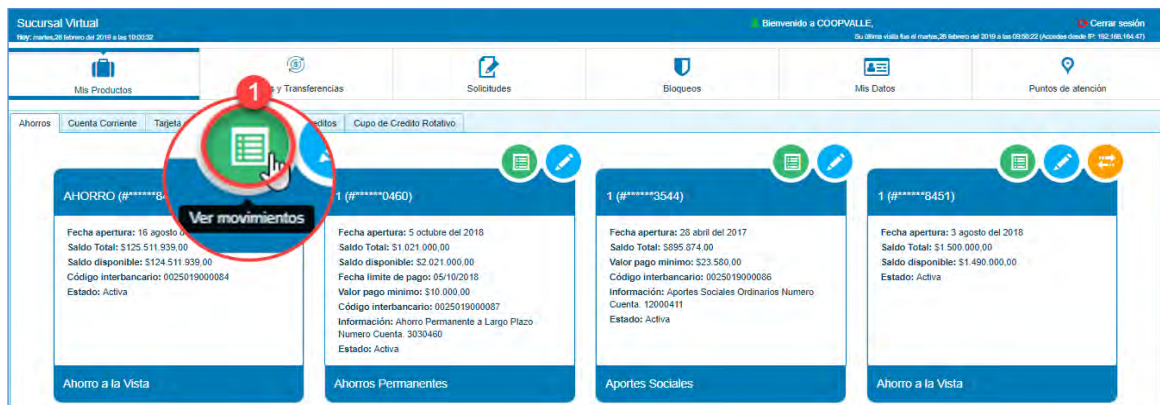 Sucursal Virtual
Bienvenido a COOPVALLE,
Cerrar sesión
Hoy: martes,26 febrero del 2019 a las 10:00:32
Su última visita fue el martes,26 febrero del 2019 a las 09:56:22 (Accedes desde IP: 192.168.164.47)
Mis Productos
y Transferencias
Solicitudes
Bloqueos
Mis Datos
Puntos de atención
1
Ahorros
Cuenta Corriente
Tarjeta
editos
Cupo de Credito Rotativo
Ver movimientos
AHORRO (#******8
Fecha apertura: 16 agosto
Saldo Total: $125.511.939,00
Saldo disponible: $124.511.939,00
Código interbancario: 0025019000084
Estado: Activa
Ahorro a la Vista
1 (#******0460)
Fecha apertura: 5 octubre del 2018
Saldo Total: $1.021.000,00
Saldo disponible: $2.021.000,00
Fecha limite de pago: 05/10/2018
Valor pago minimo: $10.000,00
Código interbancario: 0025019000087
Información: Ahorro Permanente a Largo Plazo
Numero Cuenta. 3030460
Estado: Activa
Ahorros Permanentes
1 (#******3544)
Fecha apertura: 28 abril del 2017
Saldo Total: $895.874,00
Valor pago minimo: $23.580,00
Código interbancario: 0025019000086
Información: Aportes Sociales Ordinarios Numero
Cuenta. 12000411
Estado: Activa
Aportes Sociales
1 (#******8451)
Fecha apertura: 3 agosto del 2018
Saldo Total: $1.500.000,00
Saldo disponible: $1.490.000,00
Estado: Activa
Ahorro a la Vista